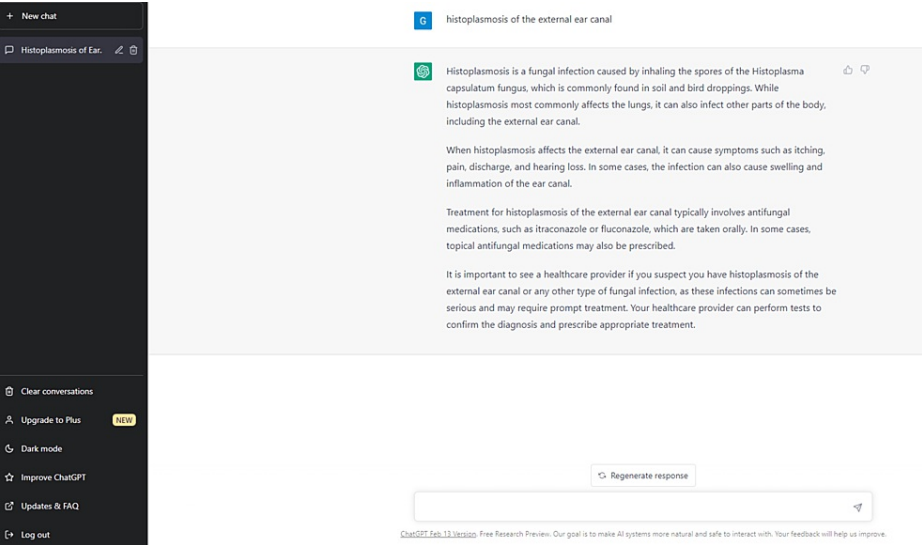 + New chat
Histoplasmosis of Ear.
Clear conversations
Upgrade to Plus NEW
Dark mode
Improve ChatGPT
Updates & FAQ
Log out
G histoplasmosis of the external ear canal
Histoplasmosis is a fungal infection caused by inhaling the spores of the Histoplasma
capsulatum fungus, which is commonly found in soil and bird droppings. While
histoplasmosis most commonly affects the lungs, it can also infect other parts of the body,
including the external ear canal.
When histoplasmosis affects the external ear canal, it can cause symptoms such as itching,
pain, discharge, and hearing loss. In some cases, the infection can also cause swelling and
inflammation of the ear canal.
Treatment for histoplasmosis of the external ear canal typically involves antifungal
medications, such as itraconazole or fluconazole, which are taken orally. In some cases,
topical antifungal medications may also be prescribed.
It is important to see a healthcare provider if you suspect you have histoplasmosis of the
external ear canal or any other type of fungal infection, as these infections can sometimes be
serious and may require prompt treatment. Your healthcare provider can perform tests to
confirm the diagnosis and prescribe appropriate treatment.
Regenerate response
ChatGPT Feb 13 Version. Free Research Preview. Our goal is to make AI systems more natural and safe to interact with. Your feedback will help us improve.